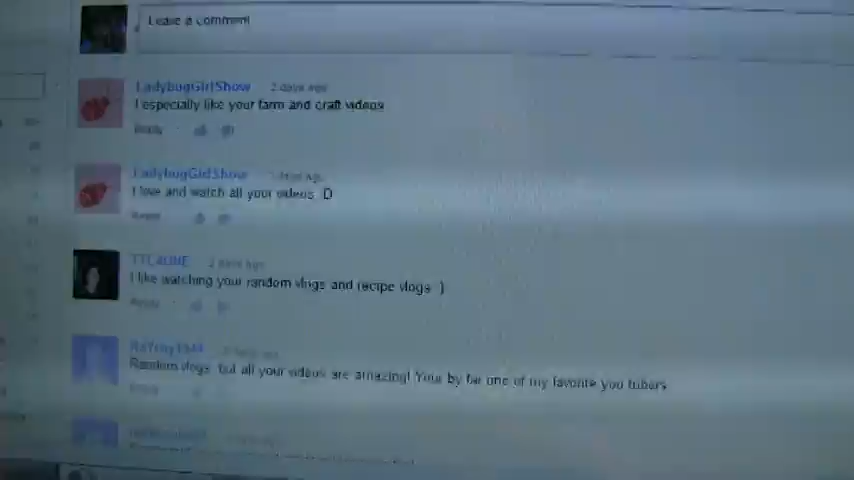 Leave a comment
LadybugGirlShow 2 days ago
I especially like your farm and craft videos
Reply
LadybugGirlShow 2 days ago
I love and watch all your videos :D
Reply
2 days ago
I like watching your random vlogs and recipe vlogs :)
Reply
Random vlogs, but all your videos are amazing! Your by far one of my favorite you tubers
Reply